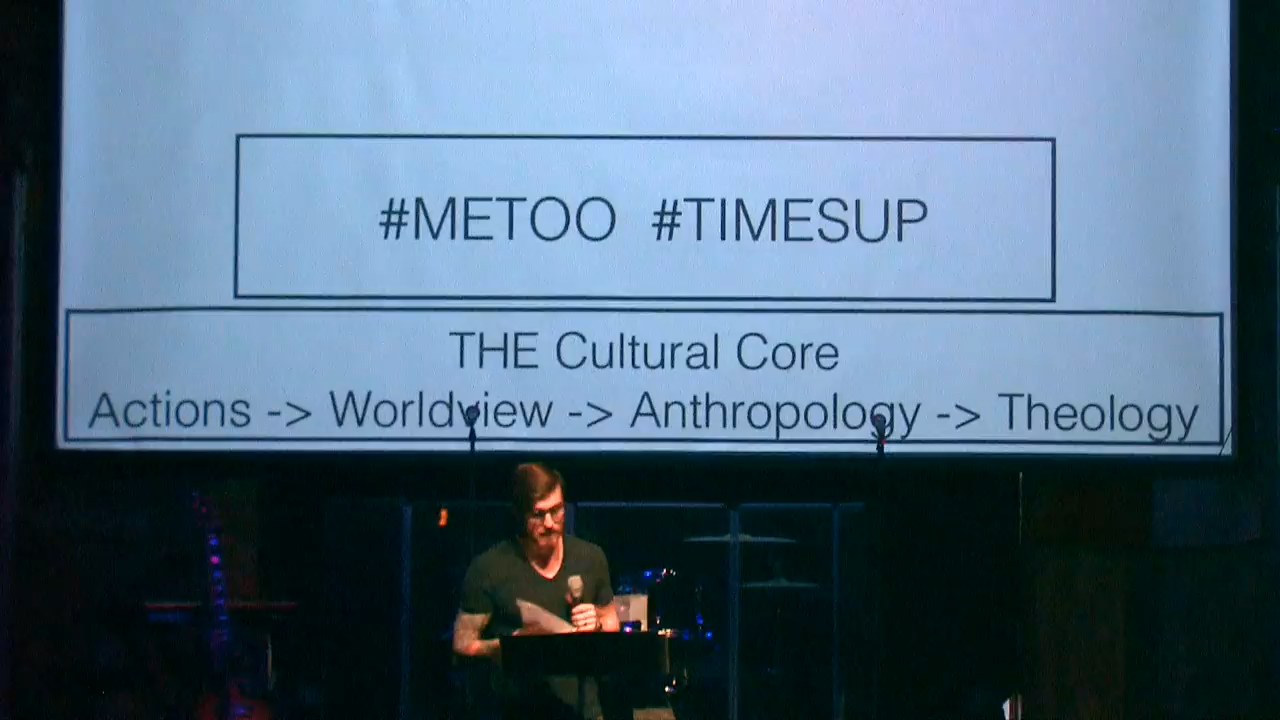 #METOO #TIMESUP
THE Cultural Core
Actions -> Worldview -> Anthropology -> Theology